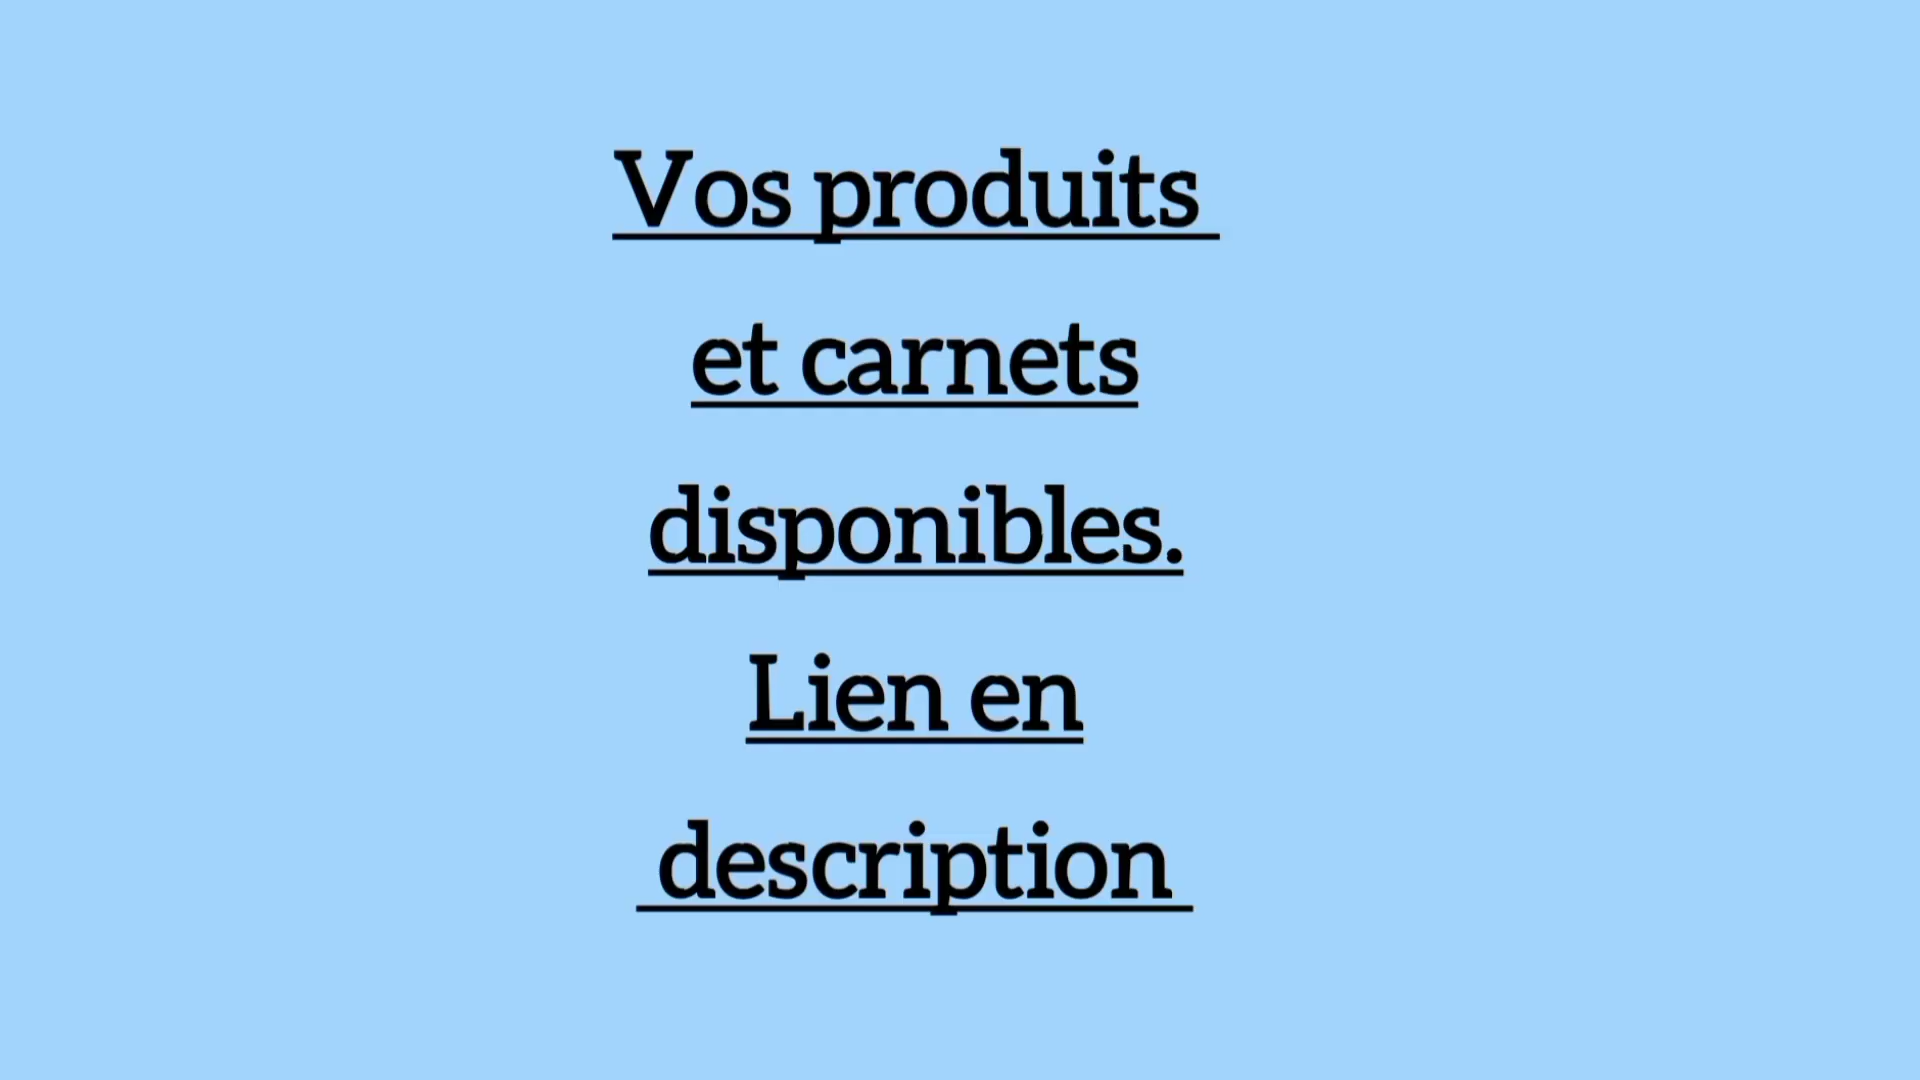 Vos produits
et carnets
disponibles.
Lien en
description